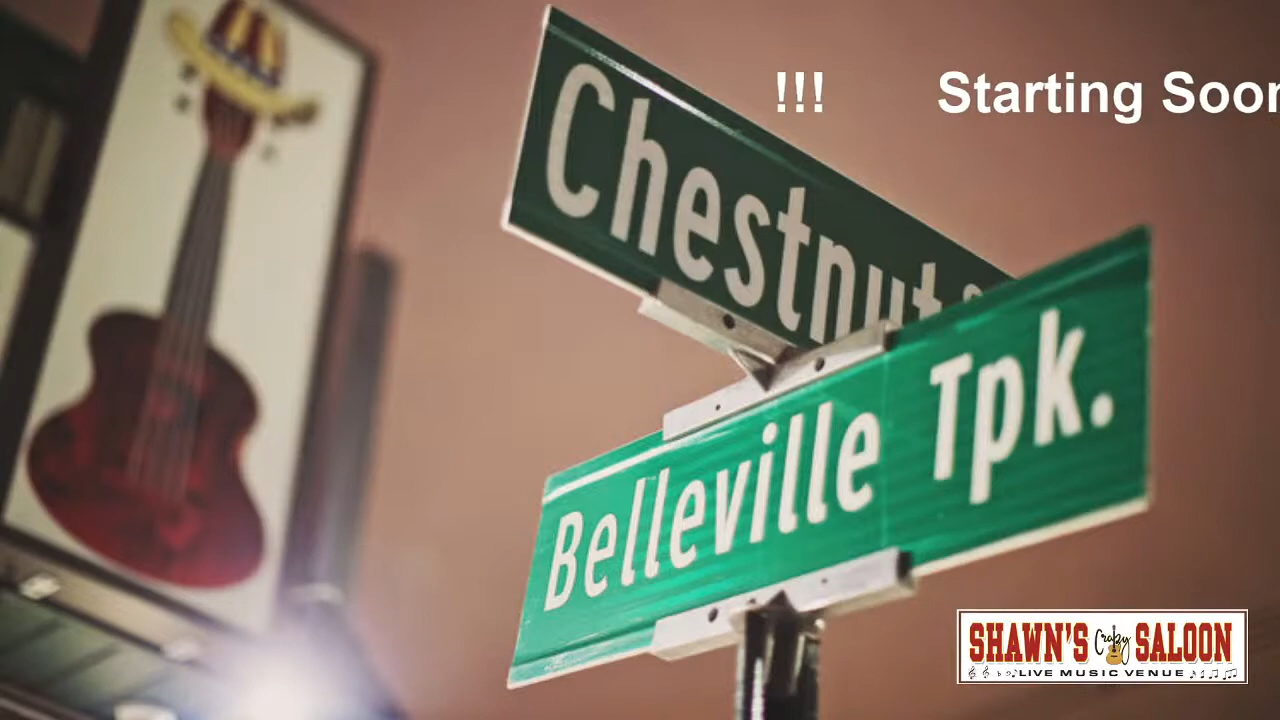 !!! Starting Soon
Chestnut
Belleville Tpk.
SHAWN'S Crazy SALOON
LIVE MUSIC VENUE